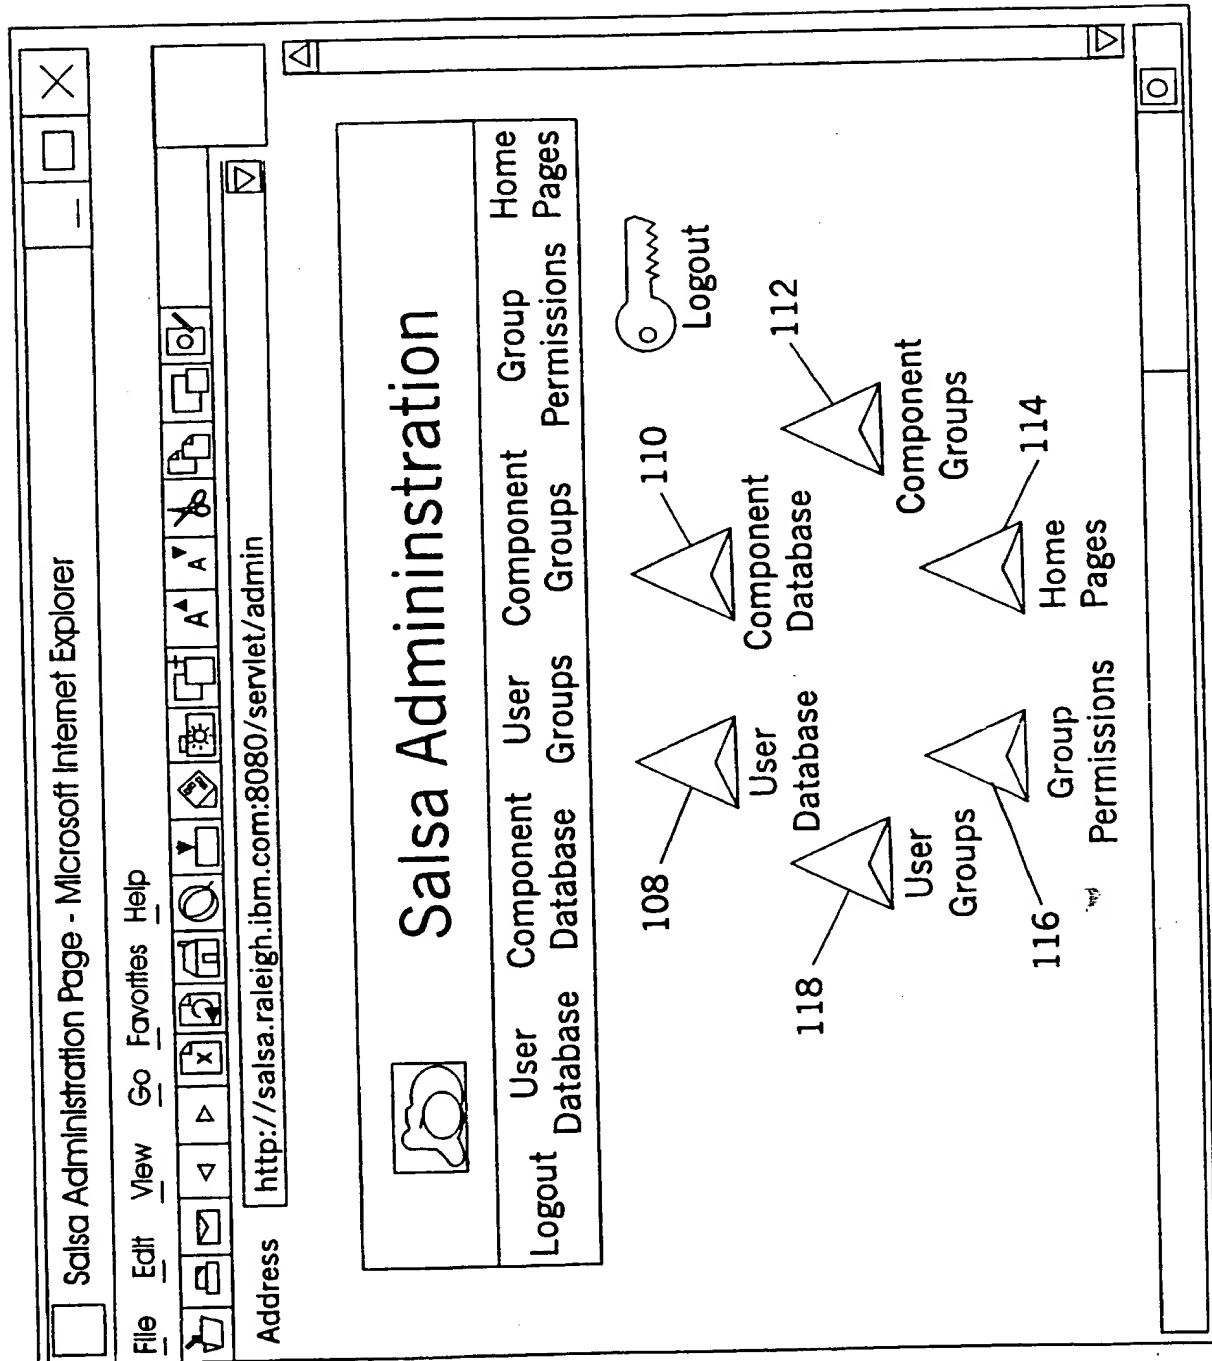 Salsa Administration Page - Microsoft Internet Explorer
File Edit View Go Favorites Help
A A
Address http://salsa.raleigh.ibm.com:8080/servlet/admin
Salsa Admininstration
Logout User Database Component Database User Groups Component Groups Group Permissions Home Pages
Logout
108
User
Database
110
Component
Database
118
User
Groups
112
Component
Groups
116
Group
Permissions
114
Home
Pages